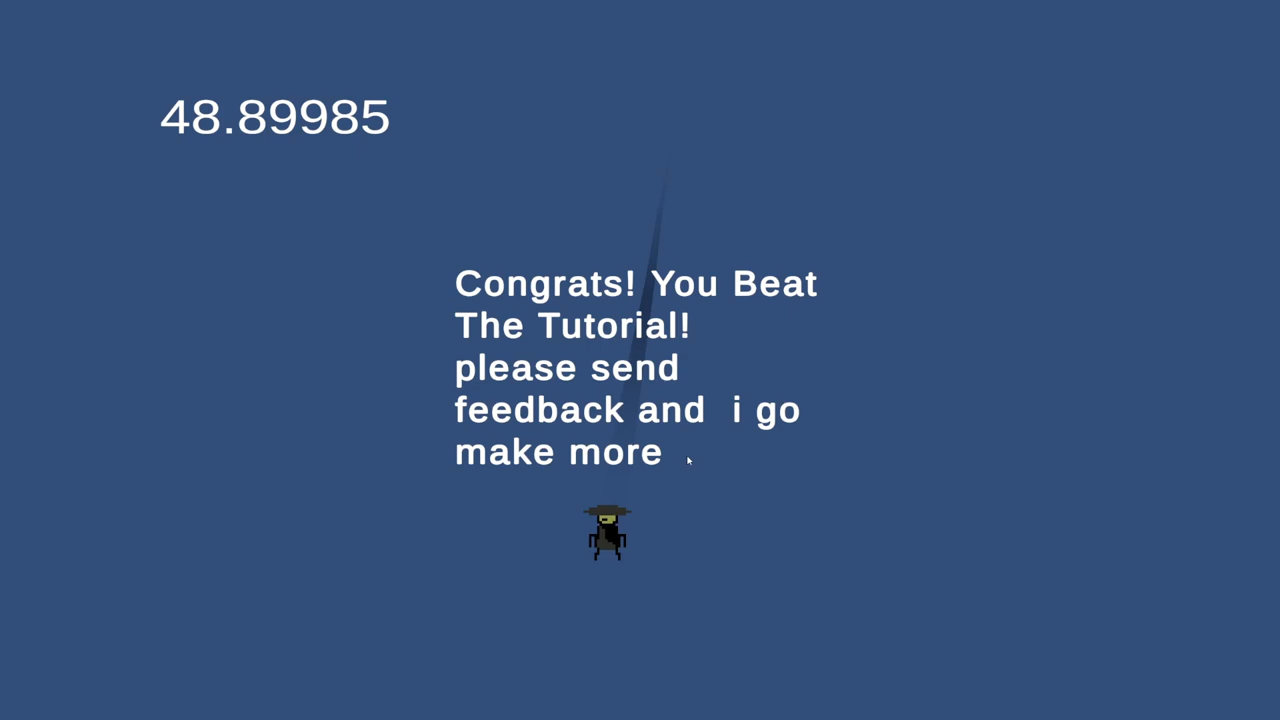 48.89985
Congrats! You Beat
The Tutorial!
please send
feedback and  i go
make more